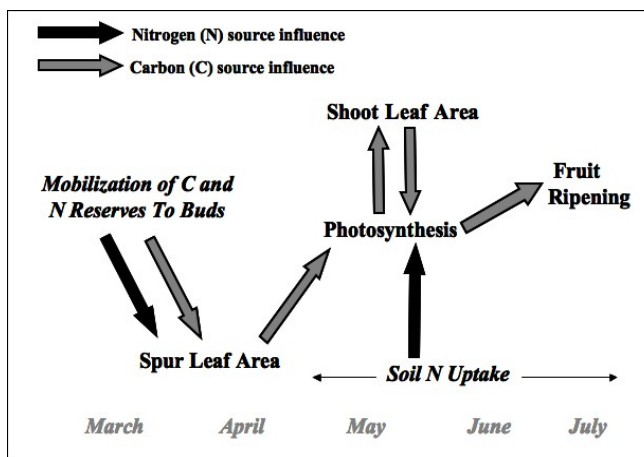 Nitrogen (N) source influence
Carbon (C) source influence
Shoot Leaf Area
Mobilization of C and
N Reserves To Buds
Fruit
Ripening
Photosynthesis
Spur Leaf Area
Soil N Uptake
March April May June July